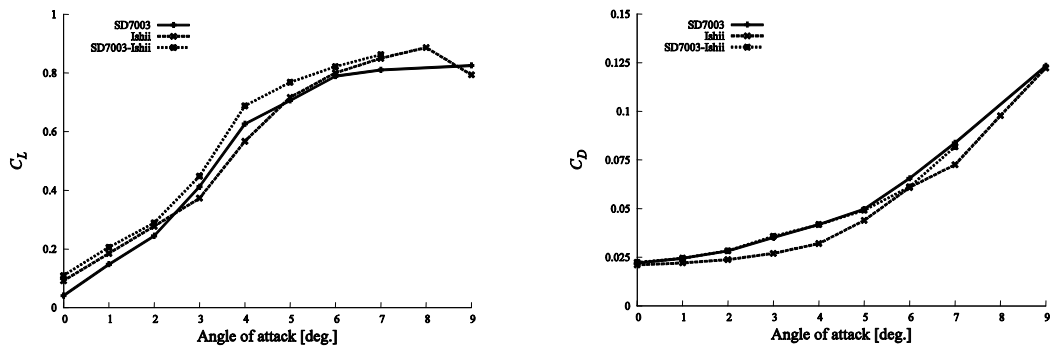 1
0.8
0.6
0.4
0.2
0
C_L
SD7003
Ishii
SD7003-Ishii
0 1 2 3 4 5 6 7 8 9
Angle of attack [deg.]
0.15
0.125
0.1
0.075
0.05
0.025
0
C_D
SD7003
Ishii
SD7003-Ishii
0 1 2 3 4 5 6 7 8 9
Angle of attack [deg.]